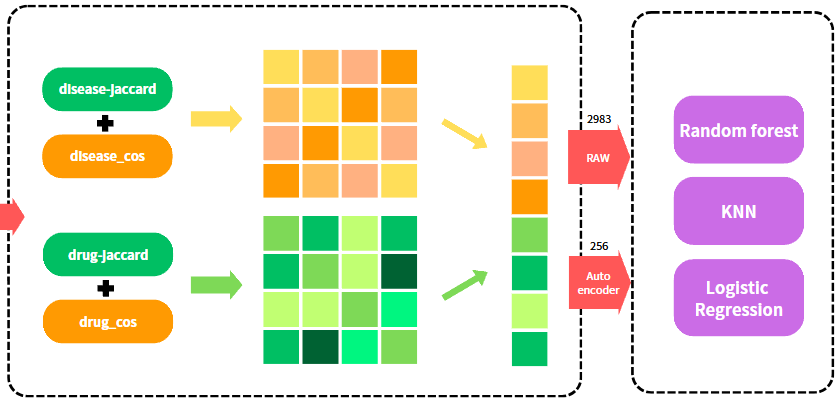 disease-jaccard
disease_cos
drug-jaccard
drug_cos
2983
RAW
256
Auto
encoder
Random forest
KNN
Logistic
Regression